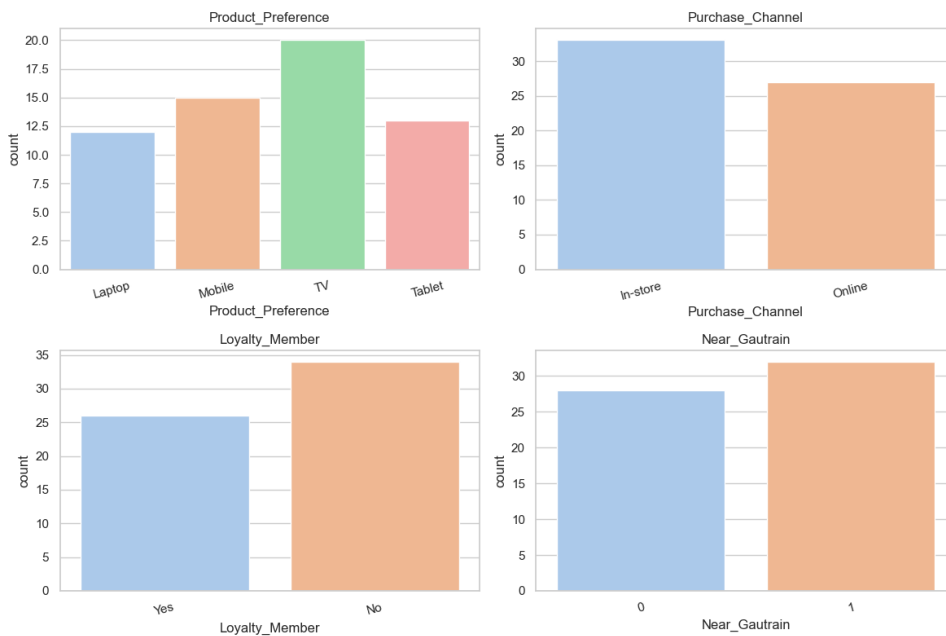 Product_Preference
20.0
17.5
15.0
12.5
10.0
7.5
5.0
2.5
0.0
count
Laptop Mobile TV Tablet
Product_Preference
Purchase_Channel
30
25
20
15
10
5
0
count
In-store Online
Purchase_Channel
Loyalty_Member
35
30
25
20
15
10
5
0
count
Yes No
Loyalty_Member
Near_Gautrain
30
25
20
15
10
5
0
count
0 1
Near_Gautrain